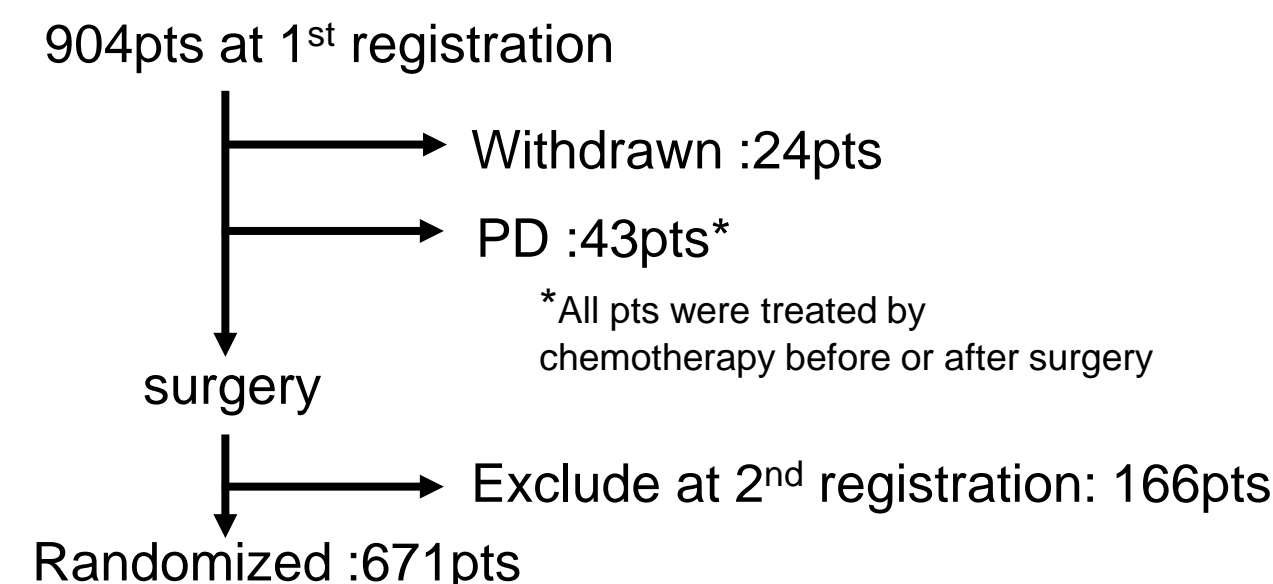 904pts at 1st registration
Withdrawn :24pts
PD :43pts*
*All pts were treated by
chemotherapy before or after surgery
surgery
Exclude at 2nd registration: 166pts
Randomized :671pts